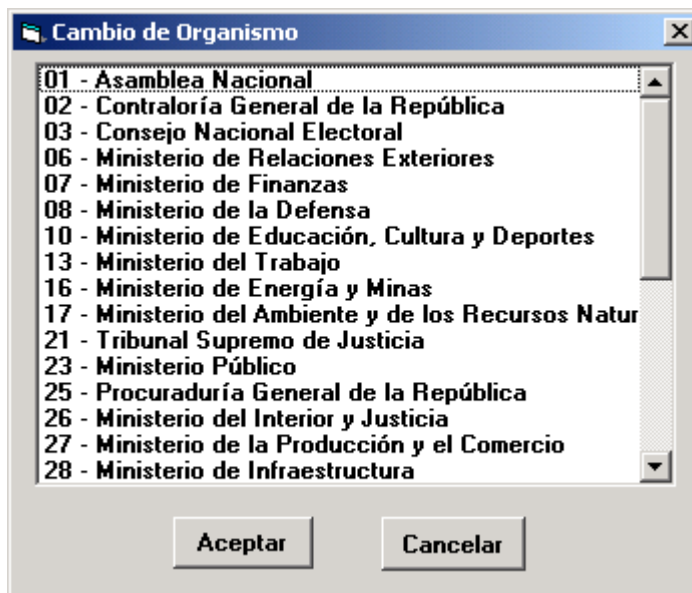 Cambio de Organismo
01 - Asamblea Nacional
02 - Contraloría General de la República
03 - Consejo Nacional Electoral
06 - Ministerio de Relaciones Exteriores
07 - Ministerio de Finanzas
08 - Ministerio de la Defensa
10 - Ministerio de Educación, Cultura y Deportes
13 - Ministerio del Trabajo
16 - Ministerio de Energía y Minas
17 - Ministerio del Ambiente y de los Recursos Natur
21 - Tribunal Supremo de Justicia
23 - Ministerio Público
25 - Procuraduría General de la República
26 - Ministerio del Interior y Justicia
27 - Ministerio de la Producción y el Comercio
28 - Ministerio de Infraestructura
Aceptar
Cancelar